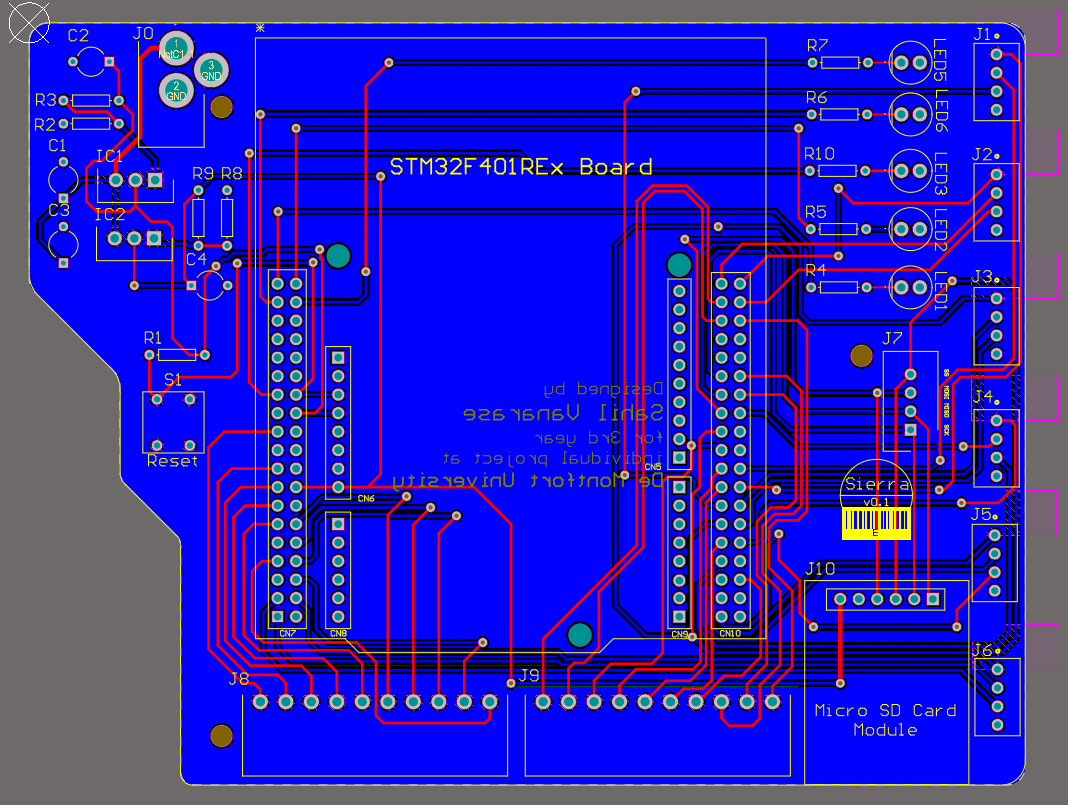 C2
J0
1
NetC1_1
3
GND
2
GND
R3
R2
C1
IC1
R9 R8
C3
IC2
C4
R1
S1
Reset
STM32F401REx Board
R7
LED5
R6
LED6
R10
LED3
R5
LED2
R4
LED1
J1
J2
J3
J4
J5
J6
J7
SS MOSI MISO SCK
Designed by
Sahil Vanarase
for 3rd year
individual project at
De Montfort University
CN5
CN6
CN7
CN8
CN9
CN10
Sierra
v0.1
E
J8
J9
J10
Micro SD Card
Module